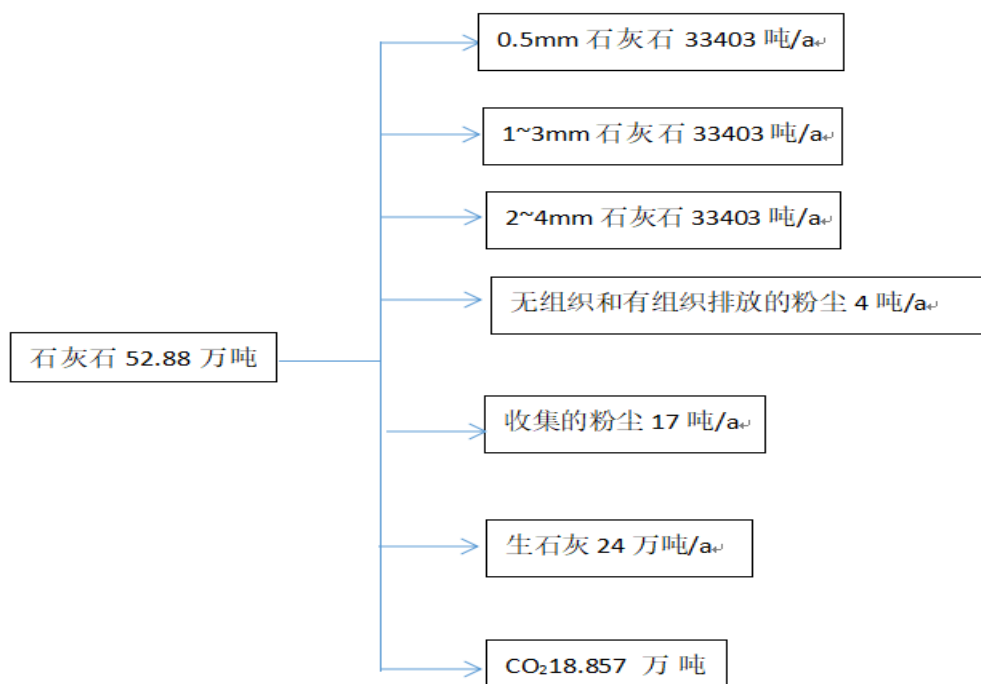 0.5mm 石灰石 33403 吨/a↵
1~3mm 石灰石 33403 吨/a↵
2~4mm 石灰石 33403 吨/a↵
无组织和有组织排放的粉尘 4 吨/a↵
石灰石 52.88 万吨
收集的粉尘 17 吨/a↵
生石灰 24 万吨/a↵
CO₂18.857 万吨